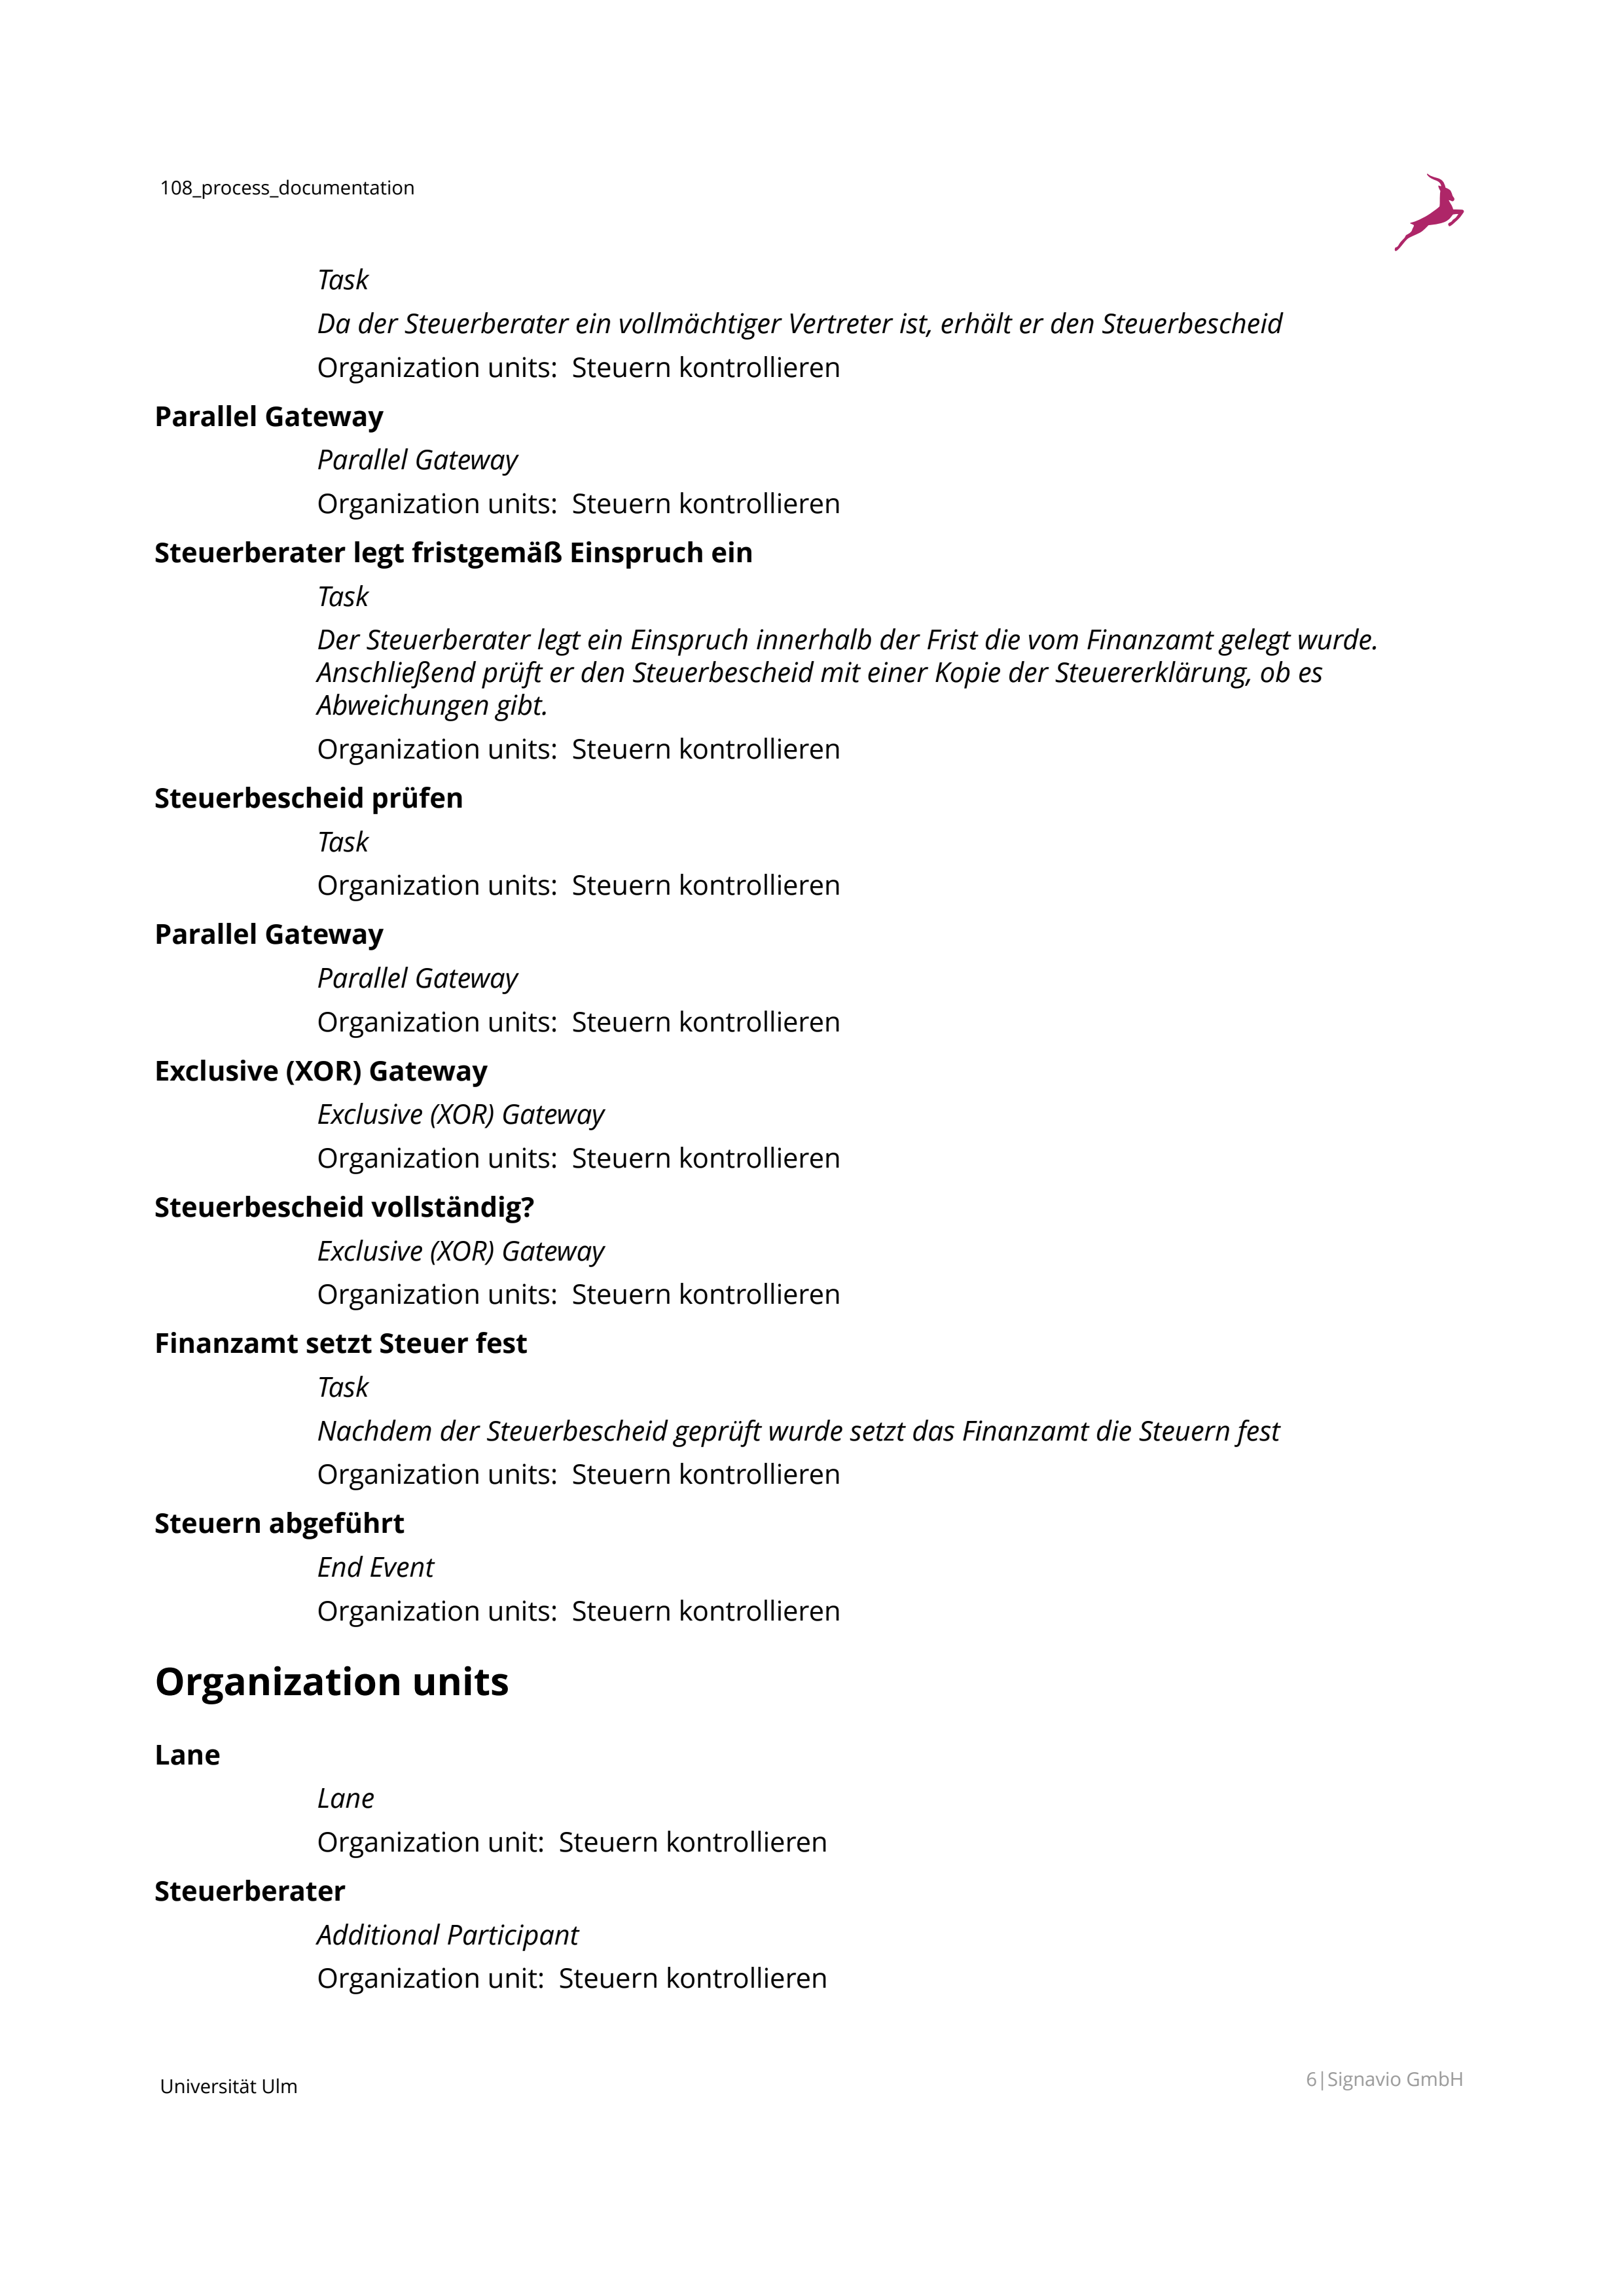 108_process_documentation
Task
Da der Steuerberater ein vollmächtiger Vertreter ist, erhält er den Steuerbescheid
Organization units: Steuern kontrollieren
Parallel Gateway
Parallel Gateway
Organization units: Steuern kontrollieren
Steuerberater legt fristgemäß Einspruch ein
Task
Der Steuerberater legt ein Einspruch innerhalb der Frist die vom Finanzamt gelegt wurde.
Anschließend prüft er den Steuerbescheid mit einer Kopie der Steuererklärung, ob es
Abweichungen gibt.
Organization units: Steuern kontrollieren
Steuerbescheid prüfen
Task
Organization units: Steuern kontrollieren
Parallel Gateway
Parallel Gateway
Organization units: Steuern kontrollieren
Exclusive (XOR) Gateway
Exclusive (XOR) Gateway
Organization units: Steuern kontrollieren
Steuerbescheid vollständig?
Exclusive (XOR) Gateway
Organization units: Steuern kontrollieren
Finanzamt setzt Steuer fest
Task
Nachdem der Steuerbescheid geprüft wurde setzt das Finanzamt die Steuern fest
Organization units: Steuern kontrollieren
Steuern abgeführt
End Event
Organization units: Steuern kontrollieren
Organization units
Lane
Lane
Organization unit: Steuern kontrollieren
Steuerberater
Additional Participant
Organization unit: Steuern kontrollieren
Universität Ulm
6|Signavio GmbH